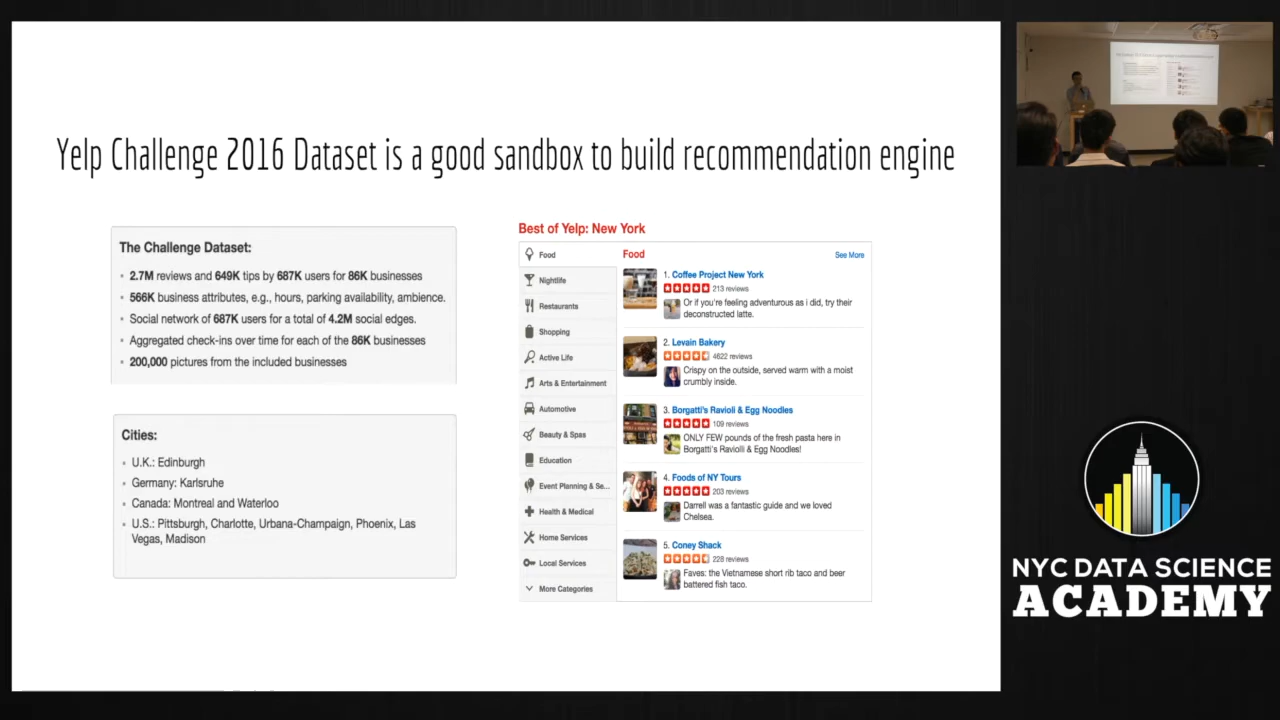 Yelp Challenge 2016 Dataset is a good sandbox to build recommendation engine
The Challenge Dataset:
• 2.7M reviews and 649K tips by 687K users for 86K businesses
• 566K business attributes, e.g., hours, parking availability, ambience.
• Social network of 687K users for a total of 4.2M social edges.
• Aggregated check-ins over time for each of the 86K businesses
• 200,000 pictures from the included businesses
Cities:
• U.K.: Edinburgh
• Germany: Karlsruhe
• Canada: Montreal and Waterloo
• U.S.: Pittsburgh, Charlotte, Urbana-Champaign, Phoenix, Las
Vegas, Madison
Best of Yelp: New York
Food
Nightlife
Restaurants
Shopping
Active Life
Arts & Entertainment
Automotive
Beauty & Spas
Education
Event Planning & Se...
Health & Medical
Home Services
Local Services
More Categories
Food
See More
1. Coffee Project New York
213 reviews
Or if you're feeling adventurous as i did, try their
deconstructed latte.
2. Levain Bakery
4622 reviews
Crispy on the outside, served warm with a moist
crumbly inside.
3. Borgatti's Ravioli & Egg Noodles
109 reviews
ONLY FEW pounds of the fresh pasta here in
Borgatti's Raviolli & Egg Noodles!
4. Foods of NY Tours
203 reviews
Darrell was a fantastic guide and we loved
Chelsea.
5. Coney Shack
228 reviews
Faves: the Vietnamese short rib taco and beer
battered fish taco.
NYC DATA SCIENCE
ACADEMY